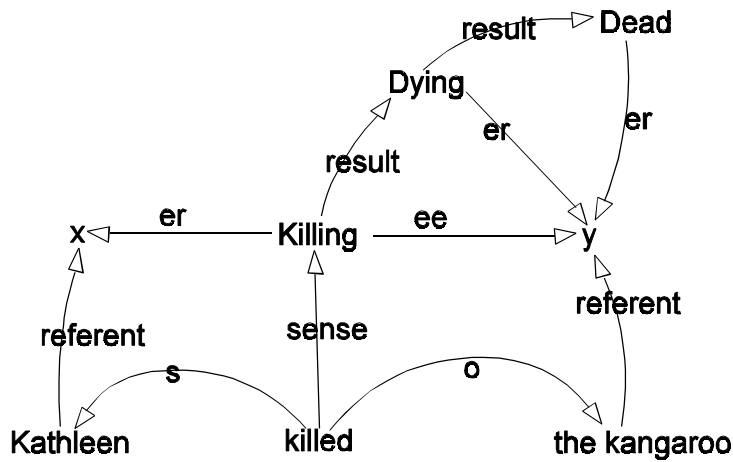 result Dead
Dying
er er
result
er ee
x Killing y
referent sense referent
s o
Kathleen killed the kangaroo